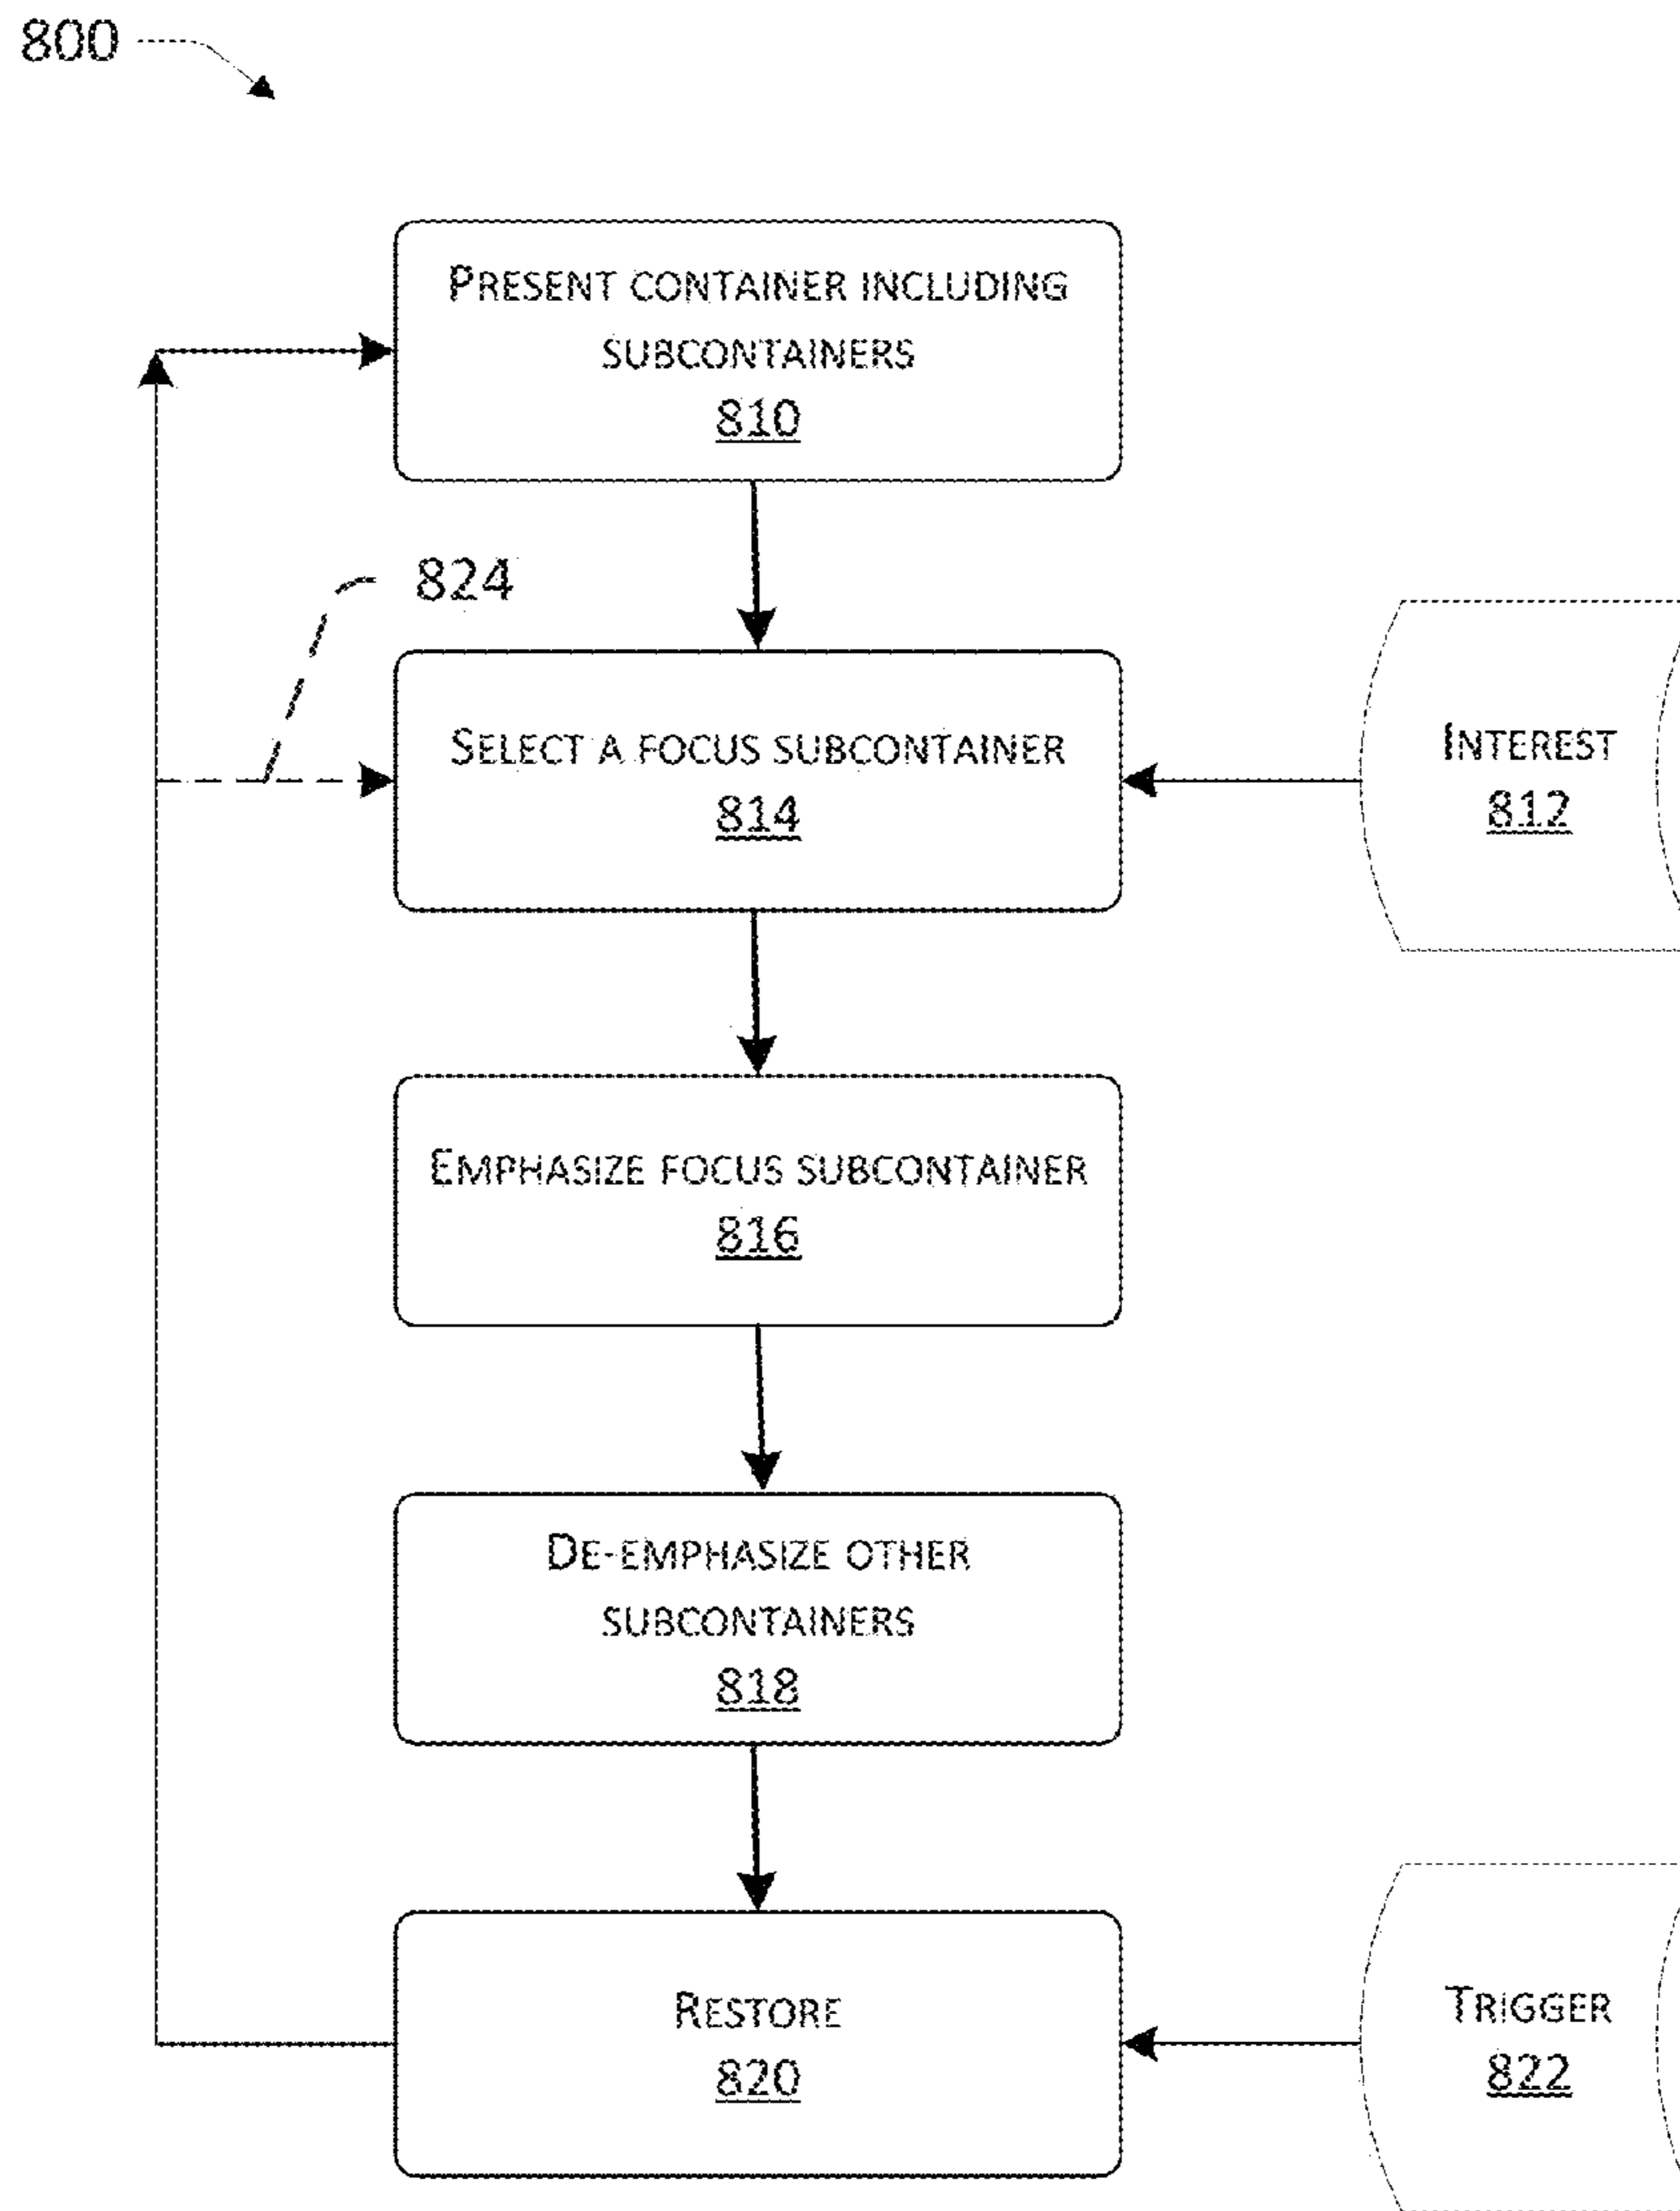 800
PRESENT CONTAINER INCLUDING
SUBCONTAINERS
810
824
SELECT A FOCUS SUBCONTAINER
814
INTEREST
812
EMPHASIZE FOCUS SUBCONTAINER
816
DE-EMPHASIZE OTHER
SUBCONTAINERS
818
RESTORE
820
TRIGGER
822